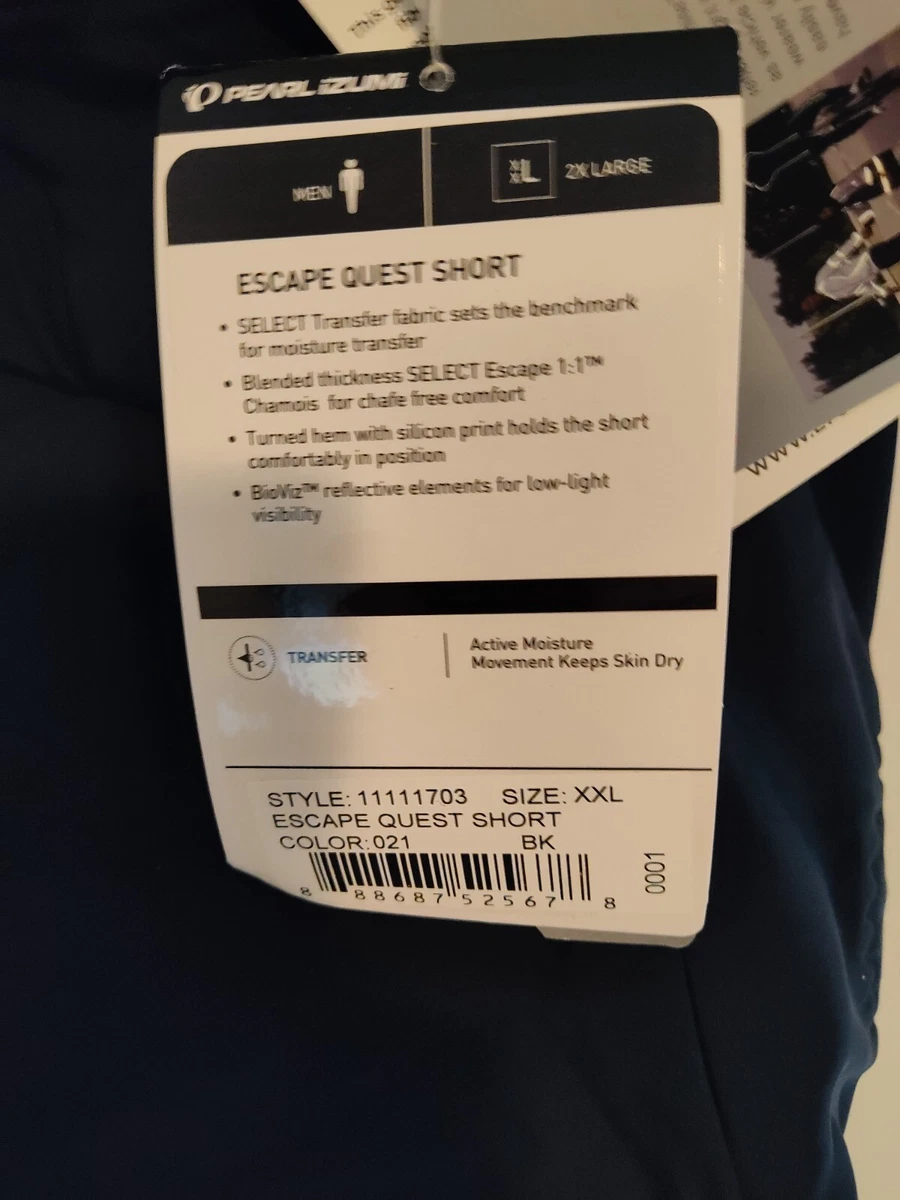 This
PEARL iZUMi
MEN
XXL
2X LARGE
ESCAPE QUEST SHORT
• SELECT Transfer fabric sets the benchmark
for moisture transfer
• Blended thickness SELECT Escape 1:1™
Chamois for chafe free comfort
• Turned hem with silicon print holds the short
comfortably in position
• BioViz™ reflective elements for low-light
visibility
TRANSFER
Active Moisture
Movement Keeps Skin Dry
STYLE: 11111703 SIZE: XXL
ESCAPE QUEST SHORT
COLOR: 021 BK
8 88687 52567 8
0001
easily
www.